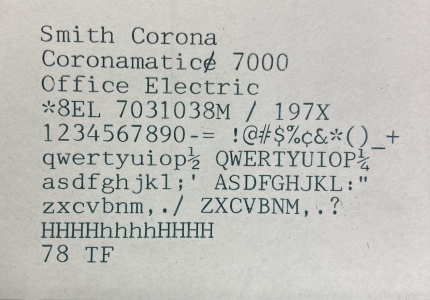 Smith Corona
Coronamatic¢ 7000
Office Electric
*8EL 7031038M / 197X
1234567890-= !@#$%¢&*()_+
qwertyuiop½ QWERTYUIOP¼
asdfghjkl;' ASDFGHJKL:"
zxcvbnm,./ ZXCVBNM,.?
HHHHhhhhHHHH
78 TF